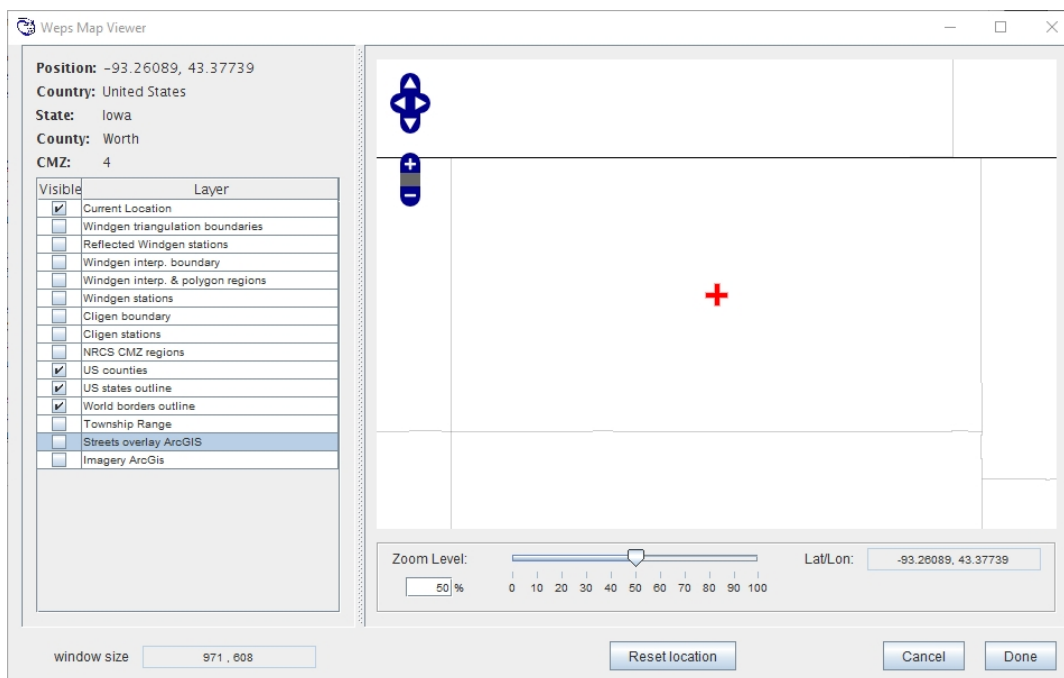 Weps Map Viewer
Position: -93.26089, 43.37739
Country: United States
State: Iowa
County: Worth
CMZ: 4
Visible Layer
Current Location
Windgen triangulation boundaries
Reflected Windgen stations
Windgen interp. boundary
Windgen interp. & polygon regions
Windgen stations
Cligen boundary
Cligen stations
NRCS CMZ regions
US counties
US states outline
World borders outline
Township Range
Streets overlay ArcGIS
Imagery ArcGis
Zoom Level: Lat/Lon: -93.26089, 43.37739
50 % 0 10 20 30 40 50 60 70 80 90 100
window size 971 , 608 Reset location Cancel Done